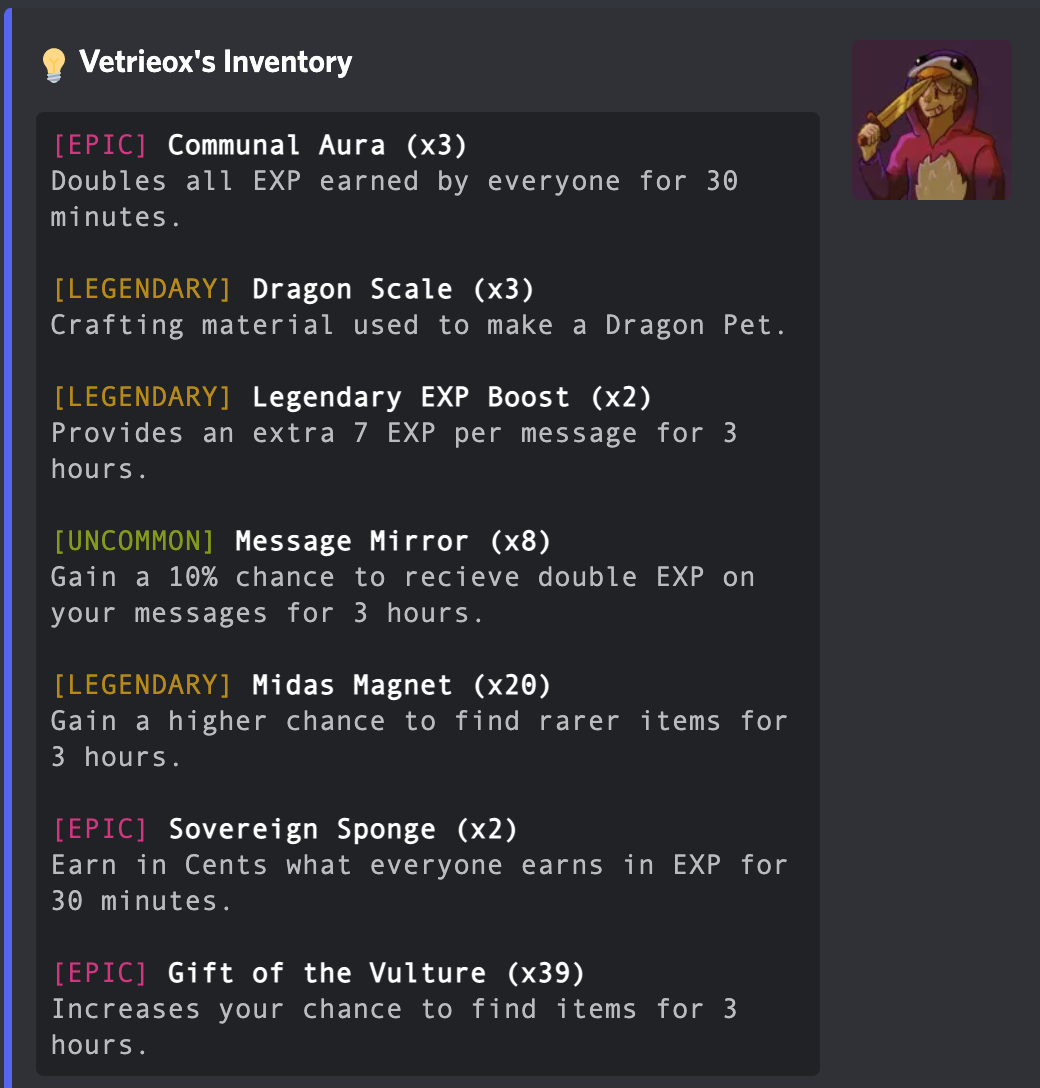 Vetrieox's Inventory
[EPIC] Communal Aura (x3)
Doubles all EXP earned by everyone for 30
minutes.
[LEGENDARY] Dragon Scale (x3)
Crafting material used to make a Dragon Pet.
[LEGENDARY] Legendary EXP Boost (x2)
Provides an extra 7 EXP per message for 3
hours.
[UNCOMMON] Message Mirror (x8)
Gain a 10% chance to recieve double EXP on
your messages for 3 hours.
[LEGENDARY] Midas Magnet (x20)
Gain a higher chance to find rarer items for
3 hours.
[EPIC] Sovereign Sponge (x2)
Earn in Cents what everyone earns in EXP for
30 minutes.
[EPIC] Gift of the Vulture (x39)
Increases your chance to find items for 3
hours.